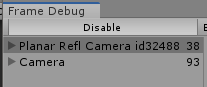 Frame Debug
Disable
Planar Refl Camera id32488 38
Camera 93